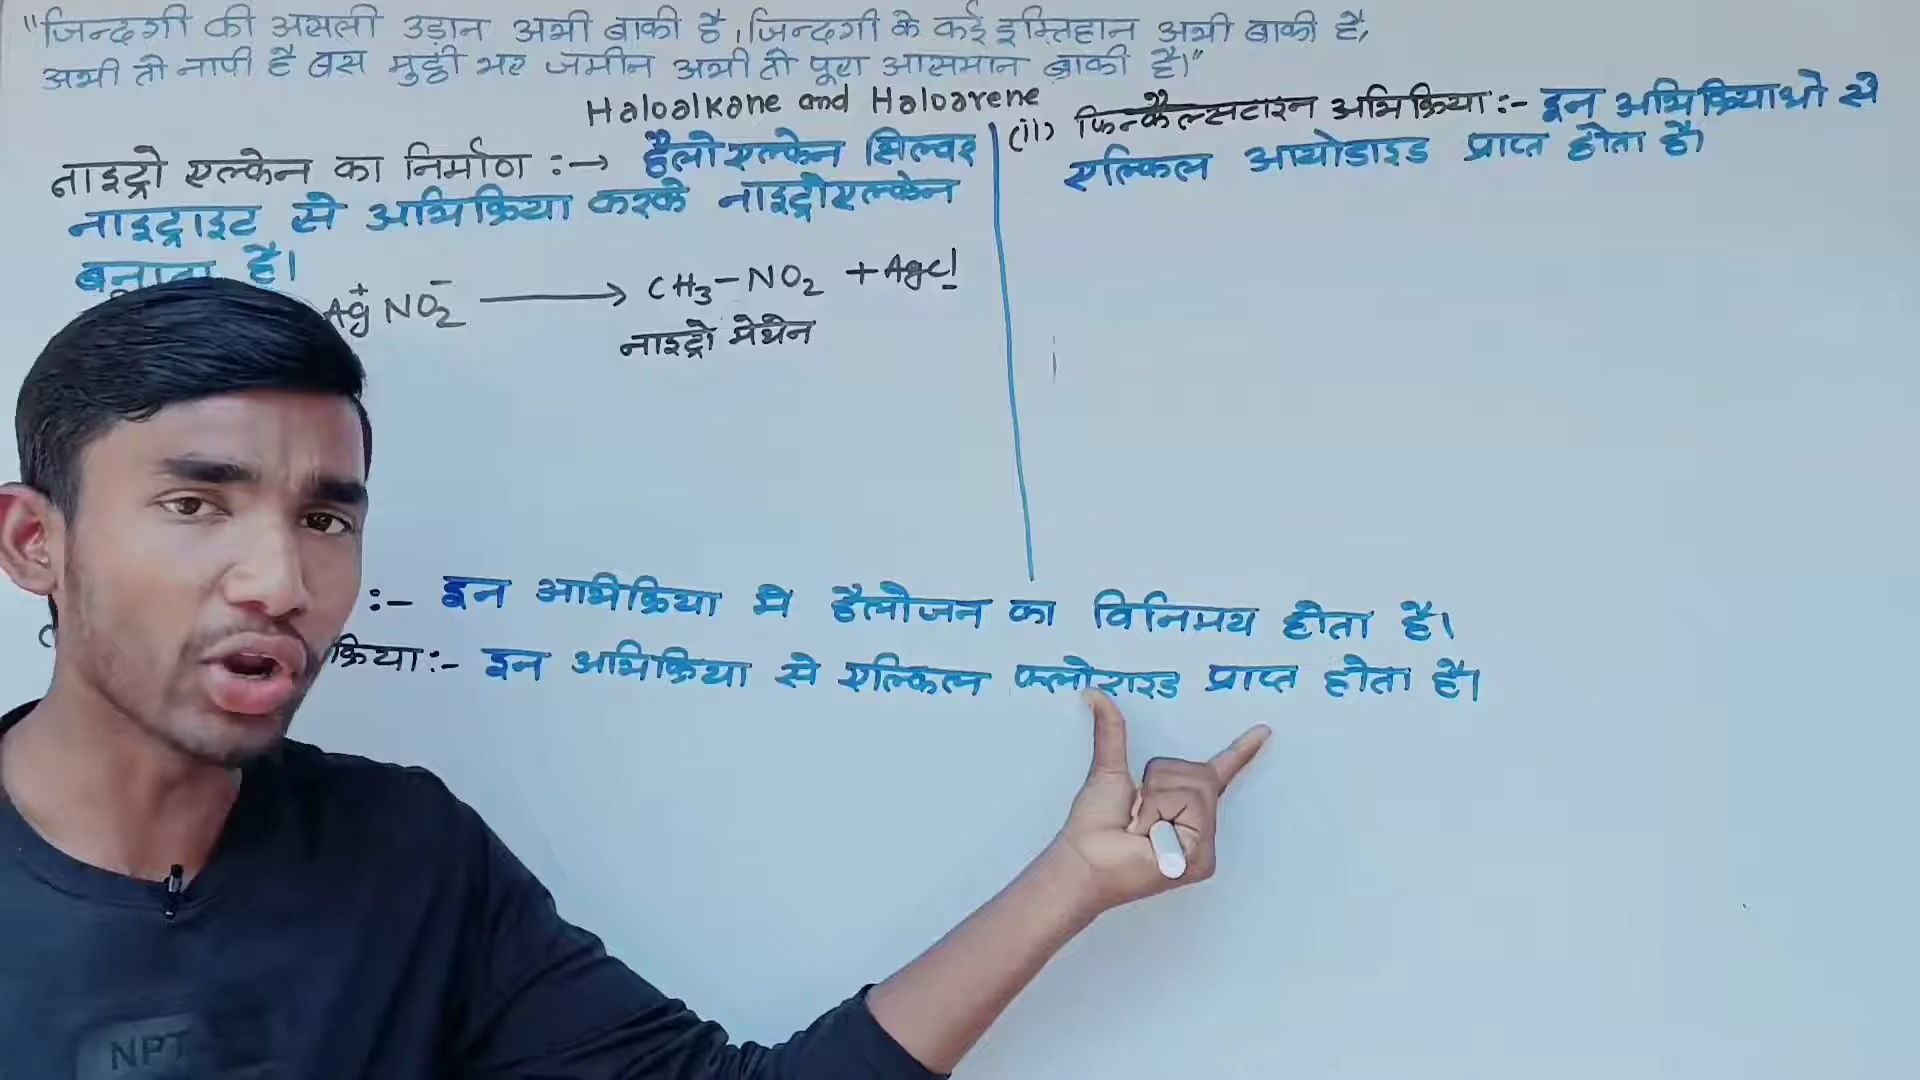 "जिन्दगी की असली उड़ान अभी बाकी है, जिन्दगी के कई इम्तिहान अभी बाकी है,
अभी तो नापी है बस मुट्ठी भर जमीन अभी तो पूरा आसमान बाकी है।"
Haloalkane and Haloarene
नाइट्रो एल्केन का निर्माण :→ हैलोएल्केन सिल्वर
नाइट्राइट से अभिक्रिया करके नाइट्रोएल्केन
बनाता है।
Ag⁺ NO₂⁻ ⟶ CH₃-NO₂ + AgCl
नाइट्रो मेथेन
(ii) फिन्कैल्सटाइन अभिक्रिया :- इन अभिक्रियाओ से
एल्किल आयोडाइड प्राप्त होता है।
:- इन अभिक्रिया मे हैलोजन का विनिमय होता है।
क्रिया :- इन अभिक्रिया से एल्किल फ्लोराइड प्राप्त होता है।
NPT